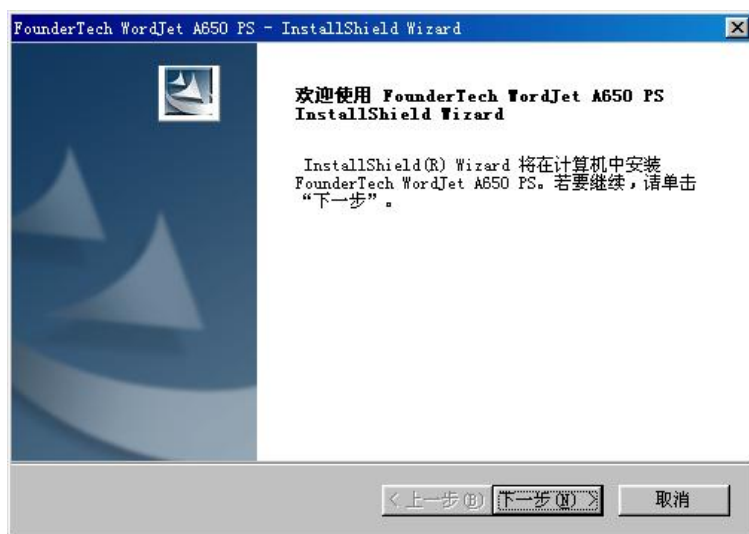 FounderTech WordJet A650 PS - InstallShield Wizard
欢迎使用 FounderTech WordJet A650 PS
InstallShield Wizard
InstallShield(R) Wizard 将在计算机中安装
FounderTech WordJet A650 PS。若要继续，请单击
“下一步”。
< 上一步(B) 下一步(N) > 取消